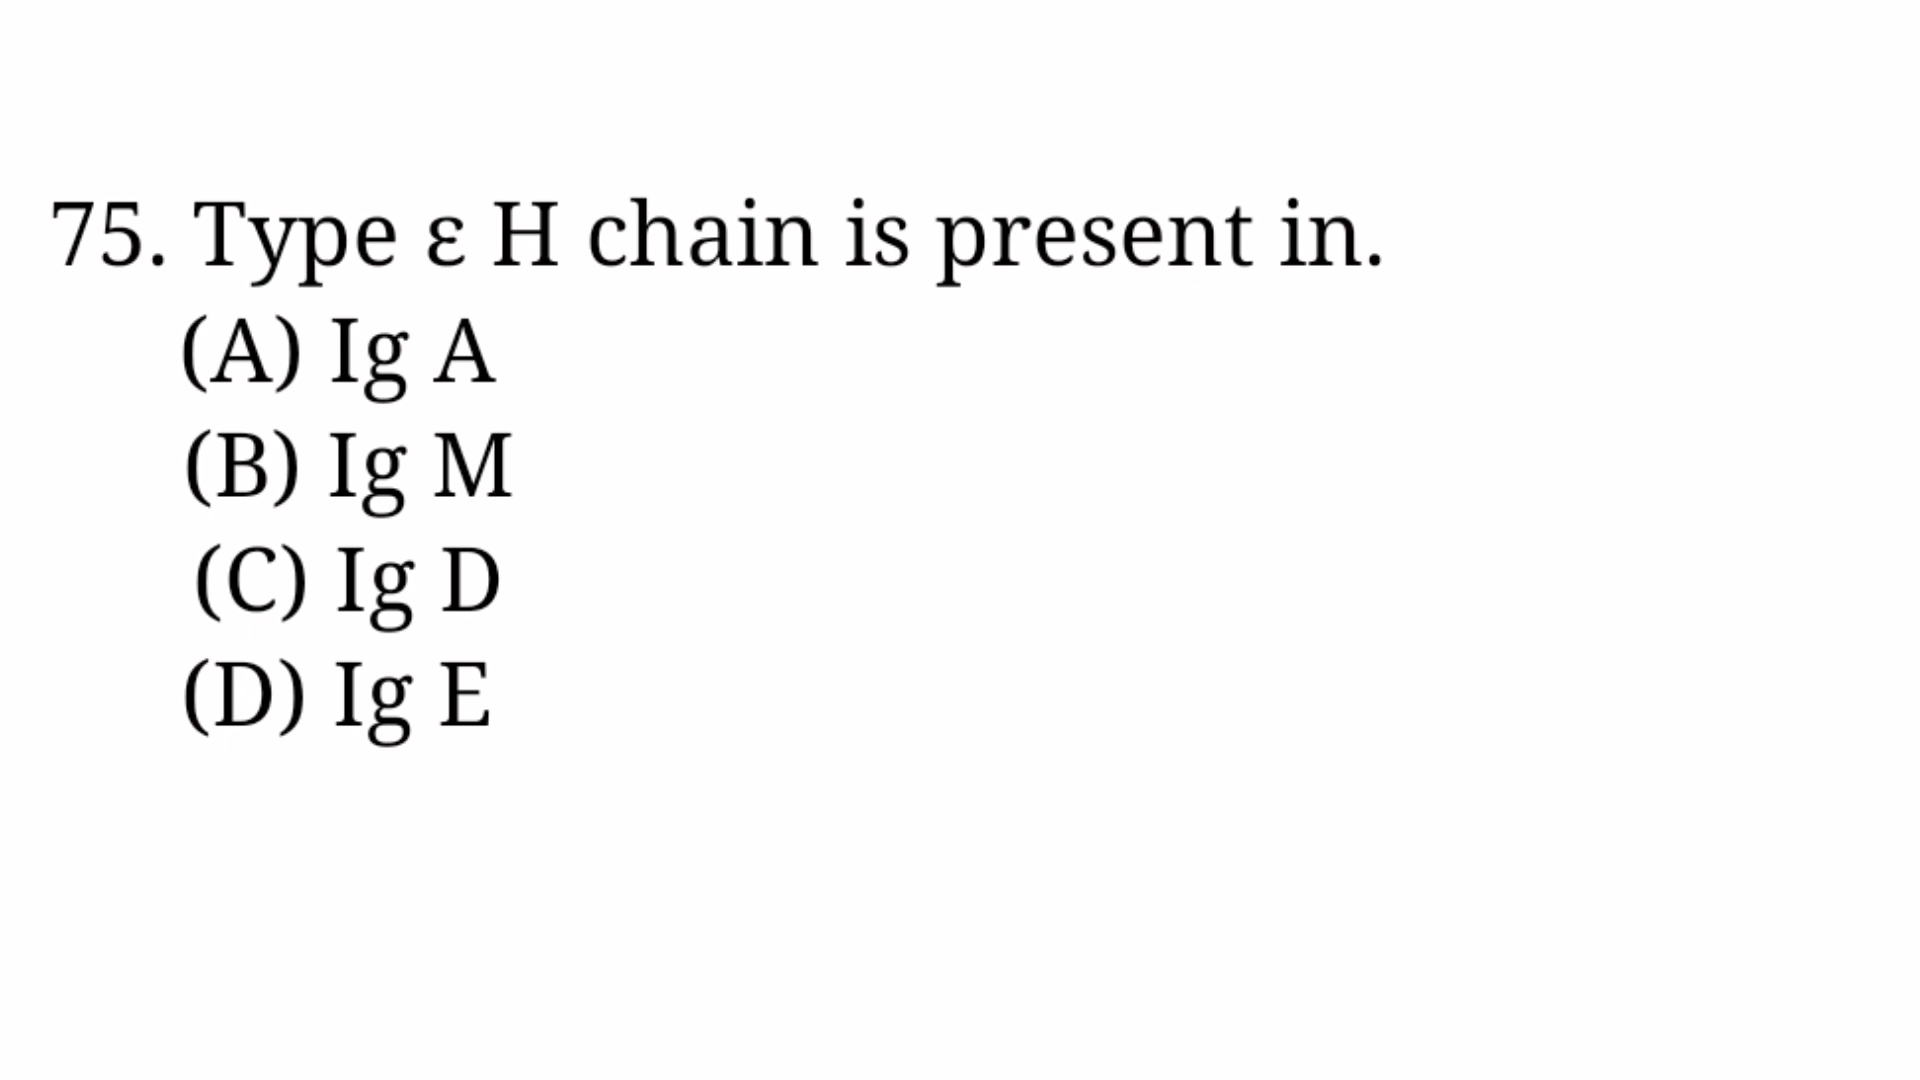 75. Type ε H chain is present in.
(A) Ig A
(B) Ig M
(C) Ig D
(D) Ig E